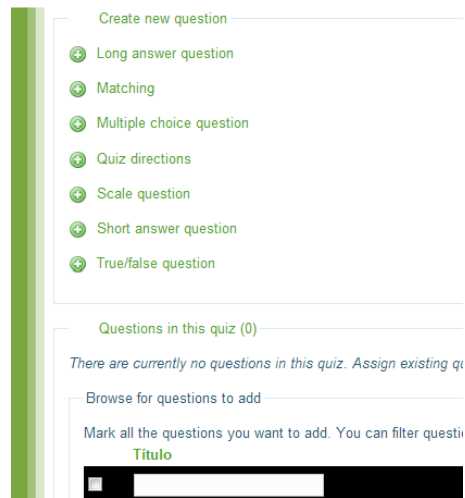 Create new question
Long answer question
Matching
Multiple choice question
Quiz directions
Scale question
Short answer question
True/false question
Questions in this quiz (0)
There are currently no questions in this quiz. Assign existing
Browse for questions to add
Mark all the questions you want to add. You can filter
Título